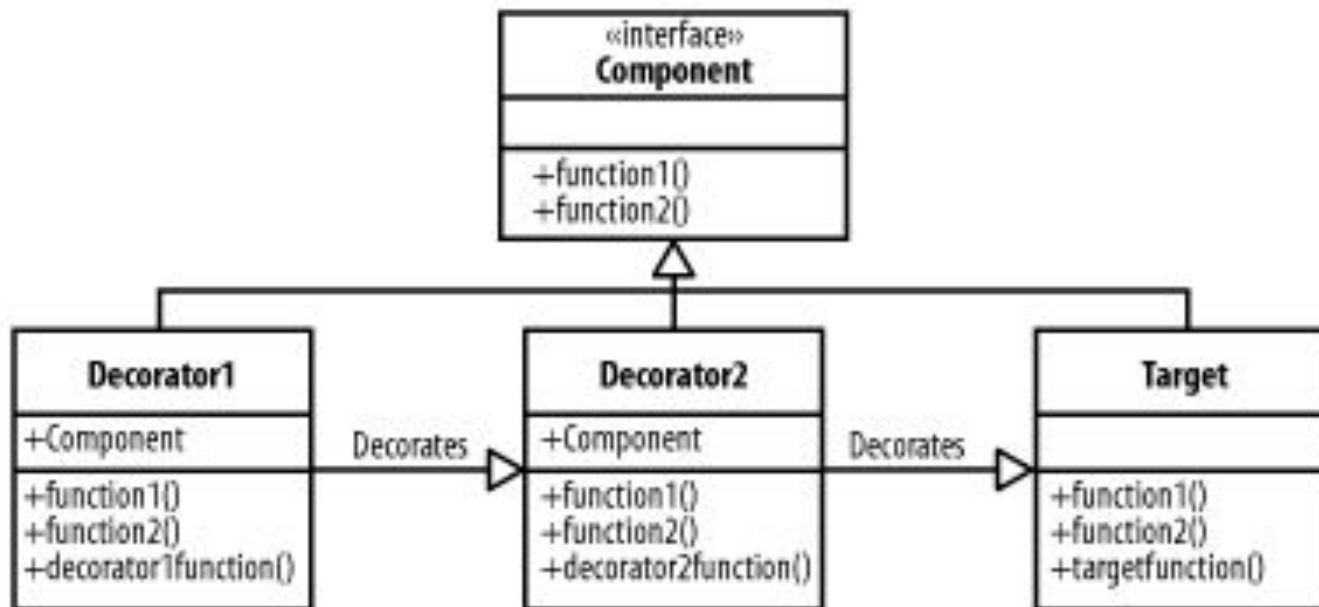 «interface»
Component
+function1()
+function2()
Decorator1
+Component
+function1()
+function2()
+decorator1function()
Decorates
Decorator2
+Component
+function1()
+function2()
+decorator2function()
Decorates
Target
+function1()
+function2()
+targetfunction()